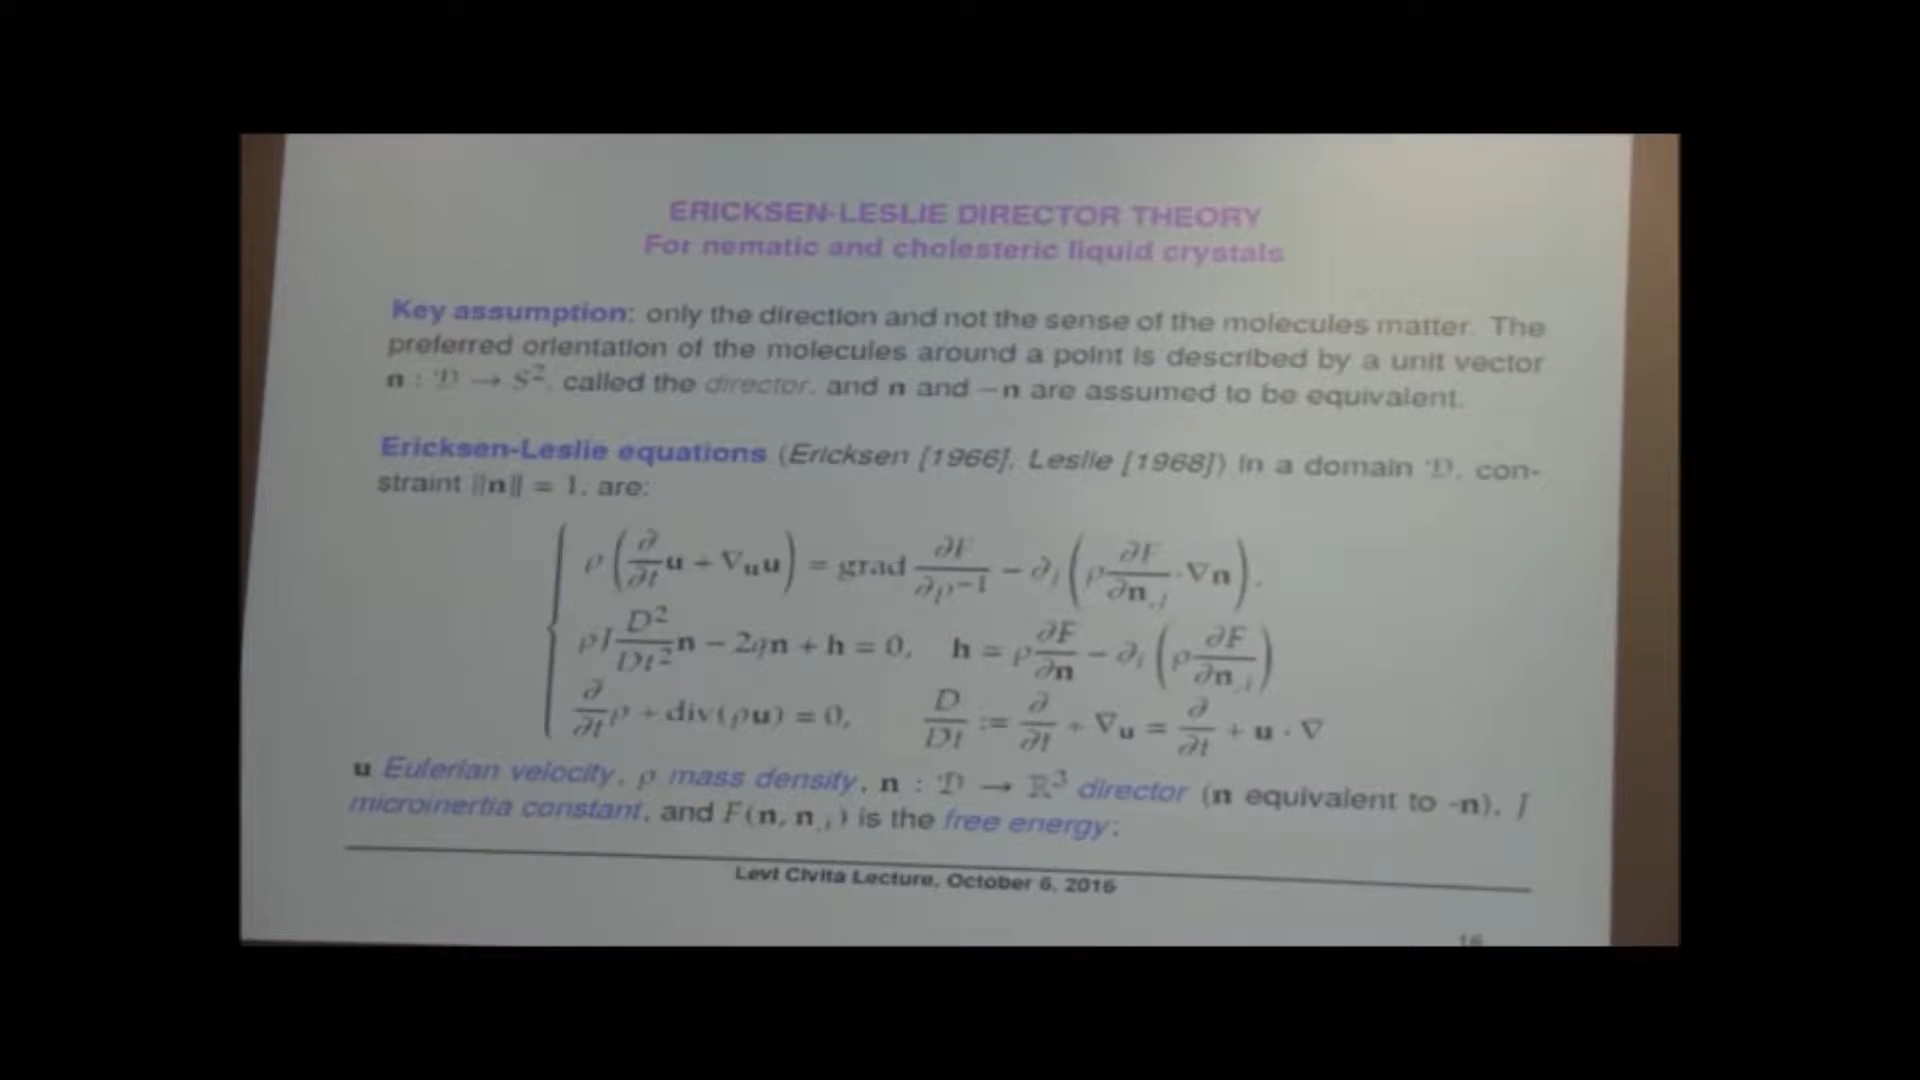 ERICKSEN-LESLIE DIRECTOR THEORY
For nematic and cholesteric liquid crystals
Key assumption: only the direction and not the sense of the molecules matter. The
preferred orientation of the molecules around a point is described by a unit vector
n : 𝒟 → S², called the director, and n and −n are assumed to be equivalent.
Ericksen-Leslie equations (Ericksen [1966], Leslie [1968]) in a domain 𝒟, con-
straint ||n|| = 1, are:
ρ(∂/∂t u + ∇ᵤu) = grad ∂F/∂ρ⁻¹ − ∂ⱼ(ρ ∂F/∂n,ⱼ · ∇n),
ρJ D²/Dt² n − 2qn + h = 0, h = ρ ∂F/∂n − ∂ᵢ(ρ ∂F/∂n,ᵢ)
∂/∂t ρ + div(ρu) = 0, D/Dt := ∂/∂t + ∇ᵤ = ∂/∂t + u · ∇
u Eulerian velocity, ρ mass density, n : 𝒟 → ℝ³ director (n equivalent to -n), J
microinertia constant, and F(n, n,ᵢ) is the free energy:
Levi Civita Lecture, October 6, 2016
16